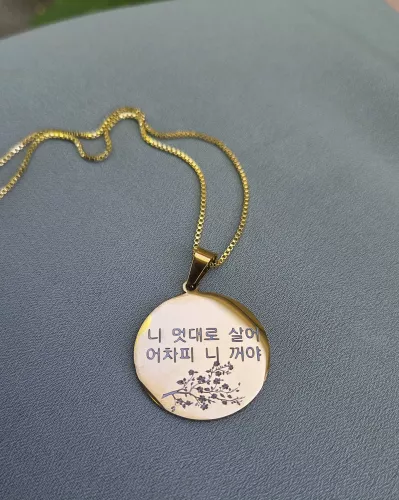 니 멋대로 살어
어차피 니 꺼야